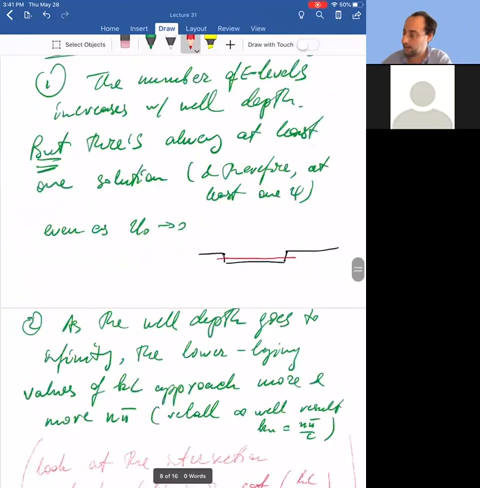 3:41 PM Thu May 28
50%
Lecture 31
Home Insert Draw Layout Review View
Select Objects
Draw with Touch
① The number of E-levels
increases w/ well depth.
But there's always at least
one solution (& therefore, at
least one ψ)
even as U₀ → 0
② As the well depth goes to
infinity, the lower-lying
values of kL approach more &
more nπ (recall ∞ well result
kn = nπ/L)
(look at the intersection
8 of 16 0 Words
cot (kL